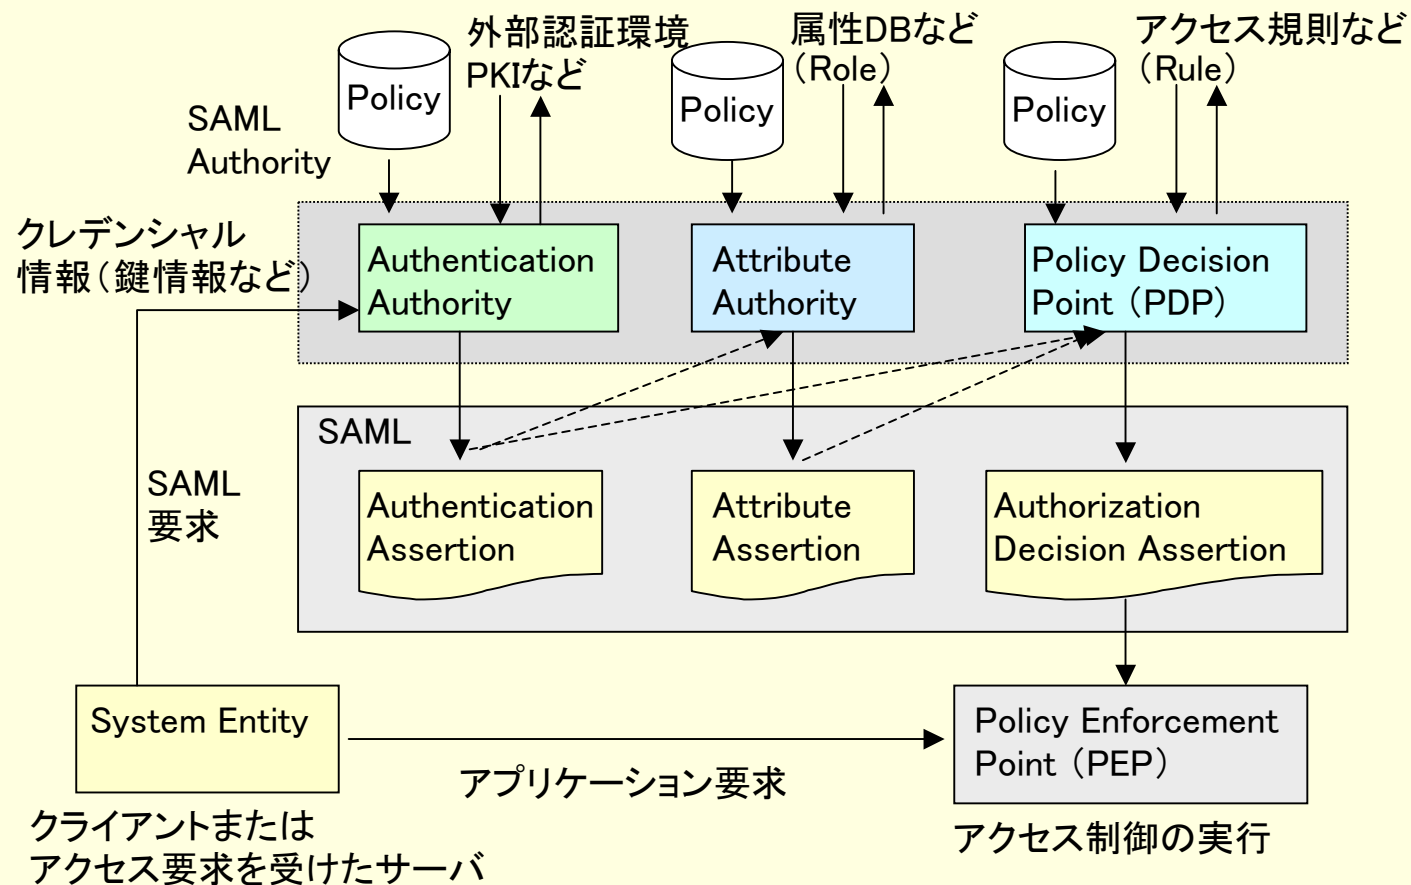 外部認証環境
PKIなど
属性DBなど
（Role）
アクセス規則など
（Rule）
Policy
Policy
Policy
SAML
Authority
クレデンシャル
情報（鍵情報など）
Authentication
Authority
Attribute
Authority
Policy Decision
Point （PDP）
SAML
SAML
要求
Authentication
Assertion
Attribute
Assertion
Authorization
Decision Assertion
System Entity
アプリケーション要求
Policy Enforcement
Point （PEP）
クライアントまたは
アクセス要求を受けたサーバ
アクセス制御の実行